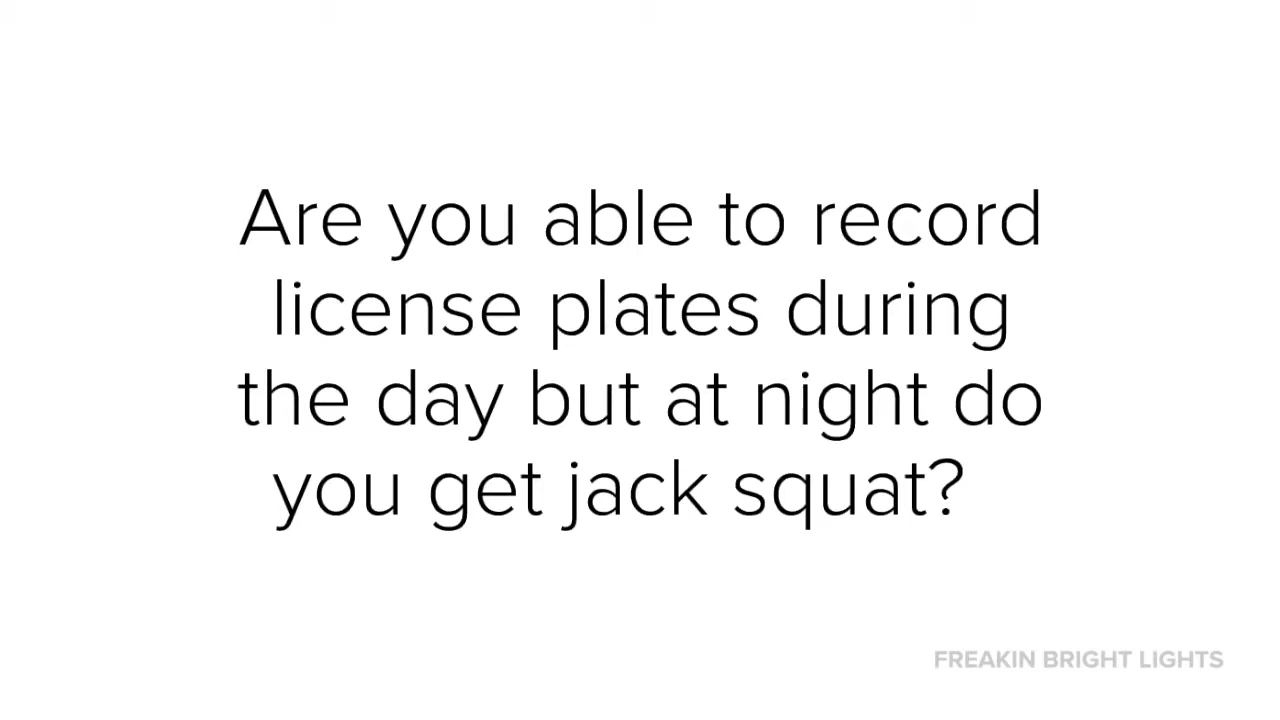 Are you able to record
license plates during
the day but at night do
you get jack squat?
FREAKIN BRIGHT LIGHTS